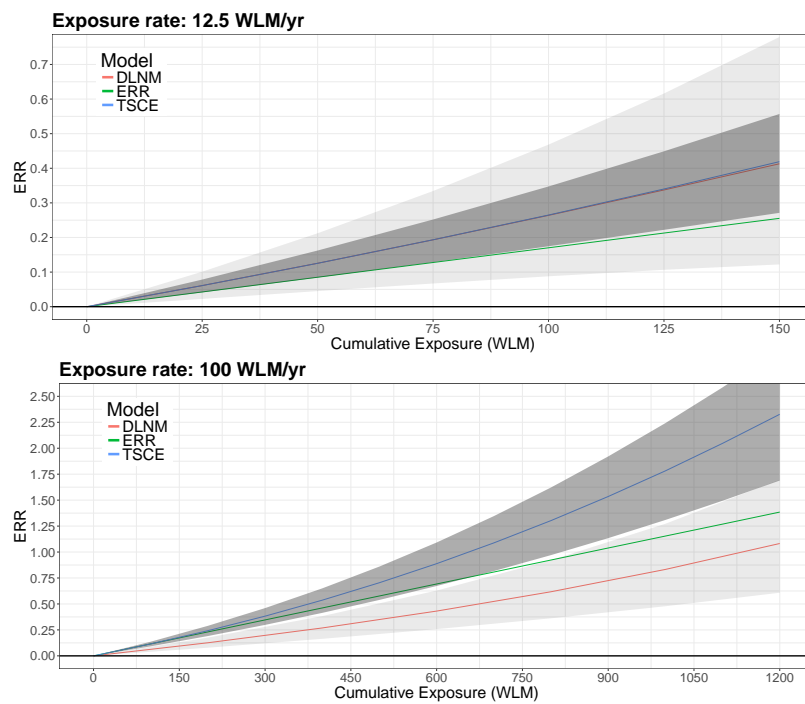 Exposure rate: 12.5 WLM/yr
Model
DLNM
ERR
TSCE
ERR
0.7
0.6
0.5
0.4
0.3
0.2
0.1
0.0
0 25 50 75 100 125 150
Cumulative Exposure (WLM)
Exposure rate: 100 WLM/yr
Model
DLNM
ERR
TSCE
ERR
2.50
2.25
2.00
1.75
1.50
1.25
1.00
0.75
0.50
0.25
0.00
0 150 300 450 600 750 900 1050 1200
Cumulative Exposure (WLM)